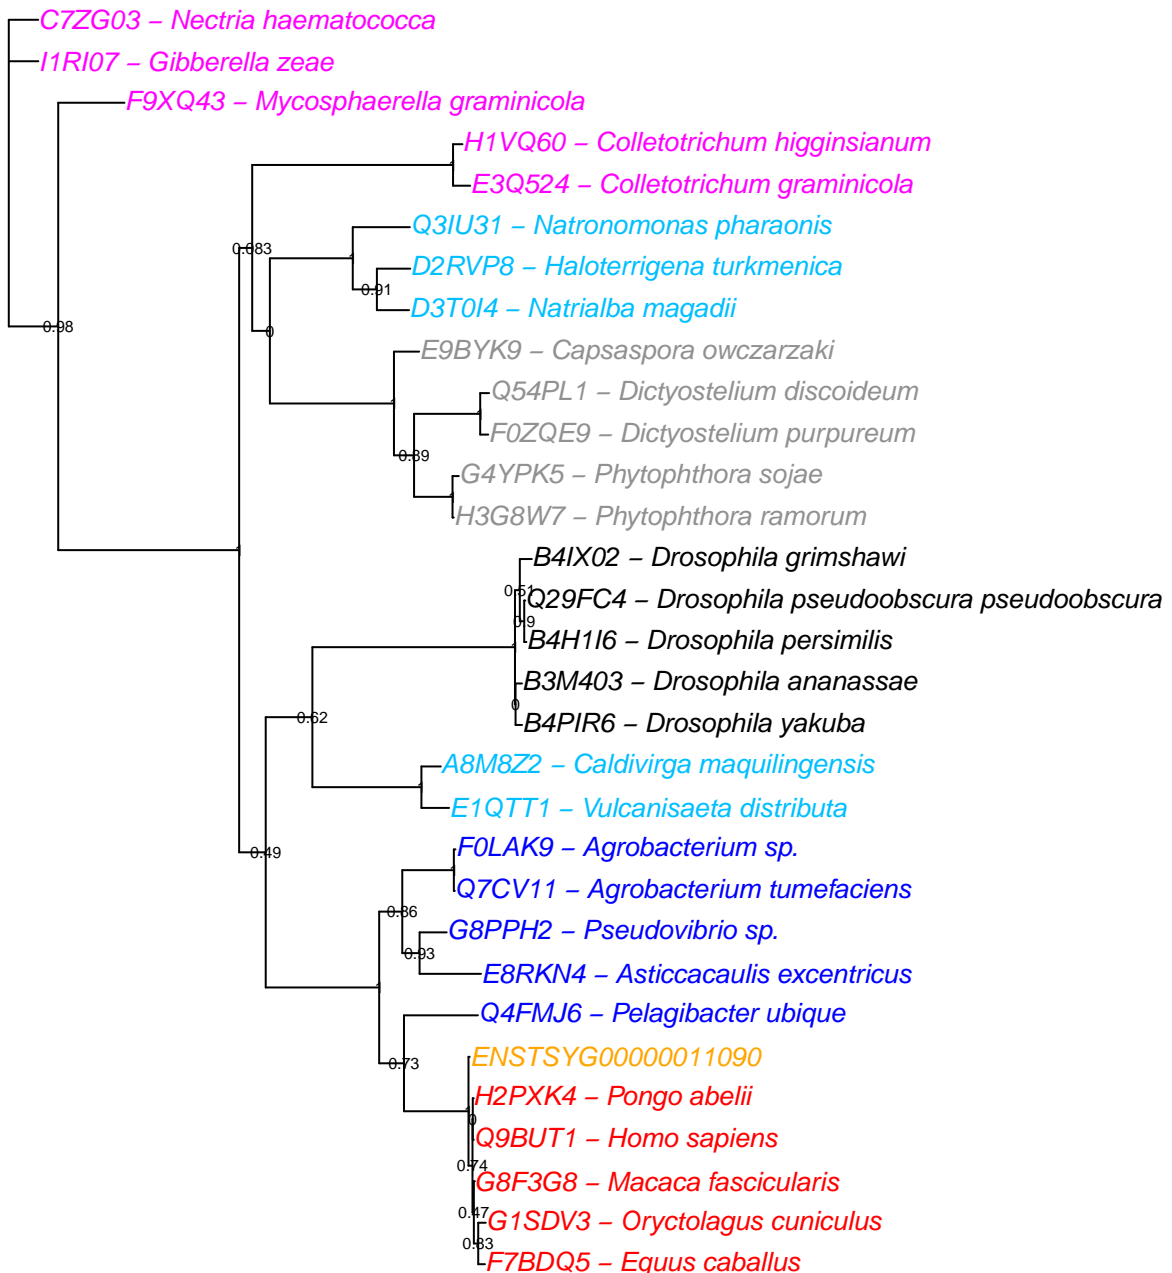 C7ZG03 – Nectria haematococca
I1RI07 – Gibberella zeae
F9XQ43 – Mycosphaerella graminicola
H1VQ60 – Colletotrichum higginsianum
E3Q524 – Colletotrichum graminicola
Q3IU31 – Natronomonas pharaonis
0.083
D2RVP8 – Haloterrigena turkmenica
0.91
D3T0I4 – Natrialba magadii
0.98
0
E9BYK9 – Capsaspora owczarzaki
Q54PL1 – Dictyostelium discoideum
F0ZQE9 – Dictyostelium purpureum
0.89
G4YPK5 – Phytophthora sojae
H3G8W7 – Phytophthora ramorum
B4IX02 – Drosophila grimshawi
0.51
Q29FC4 – Drosophila pseudoobscura pseudoobscura
0.9
B4H1I6 – Drosophila persimilis
B3M403 – Drosophila ananassae
0
0.62
B4PIR6 – Drosophila yakuba
A8M8Z2 – Caldivirga maquilingensis
E1QTT1 – Vulcanisaeta distributa
0.49
F0LAK9 – Agrobacterium sp.
Q7CV11 – Agrobacterium tumefaciens
0.86
G8PPH2 – Pseudovibrio sp.
0.93
E8RKN4 – Asticcacaulis excentricus
Q4FMJ6 – Pelagibacter ubique
0.73
ENSTSYG00000011090
H2PXK4 – Pongo abelii
0
Q9BUT1 – Homo sapiens
0.74
G8F3G8 – Macaca fascicularis
0.47
G1SDV3 – Oryctolagus cuniculus
0.83
F7BDQ5 – Equus caballus